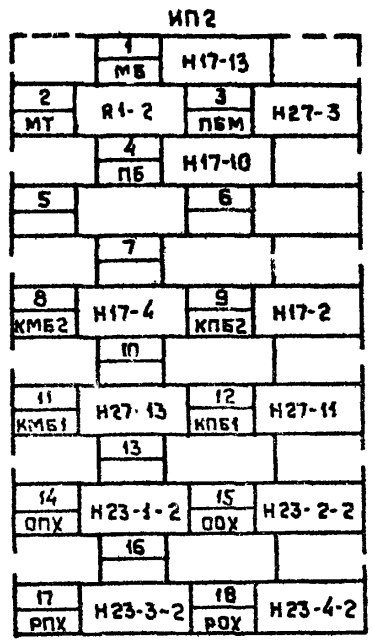 ИП2
1 Н17-13
МБ
2 Я1-2 3 Н27-3
МТ ПБМ
4 Н17-10
ПБ
5 6
7
8 Н17-4 9 Н17-2
КМБ2 КПБ2
10
11 Н27-13 12 Н27-11
КМБ1 КПБ1
13
14 Н23-1-2 15 Н23-2-2
ОПХ ООХ
16
17 Н23-3-2 18 Н23-4-2
РПХ РОХ